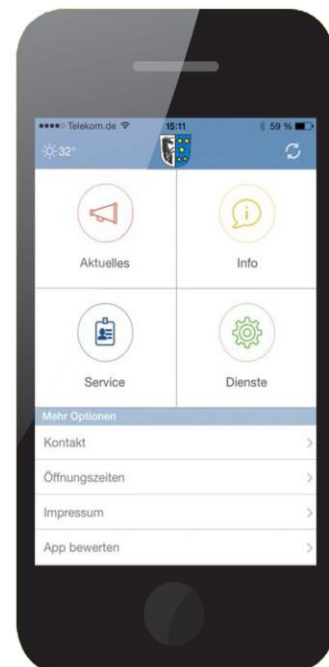 Telekom.de 15:11 59 %
32°
Aktuelles Info
Service Dienste
Mehr Optionen
Kontakt
Öffnungszeiten
Impressum
App bewerten